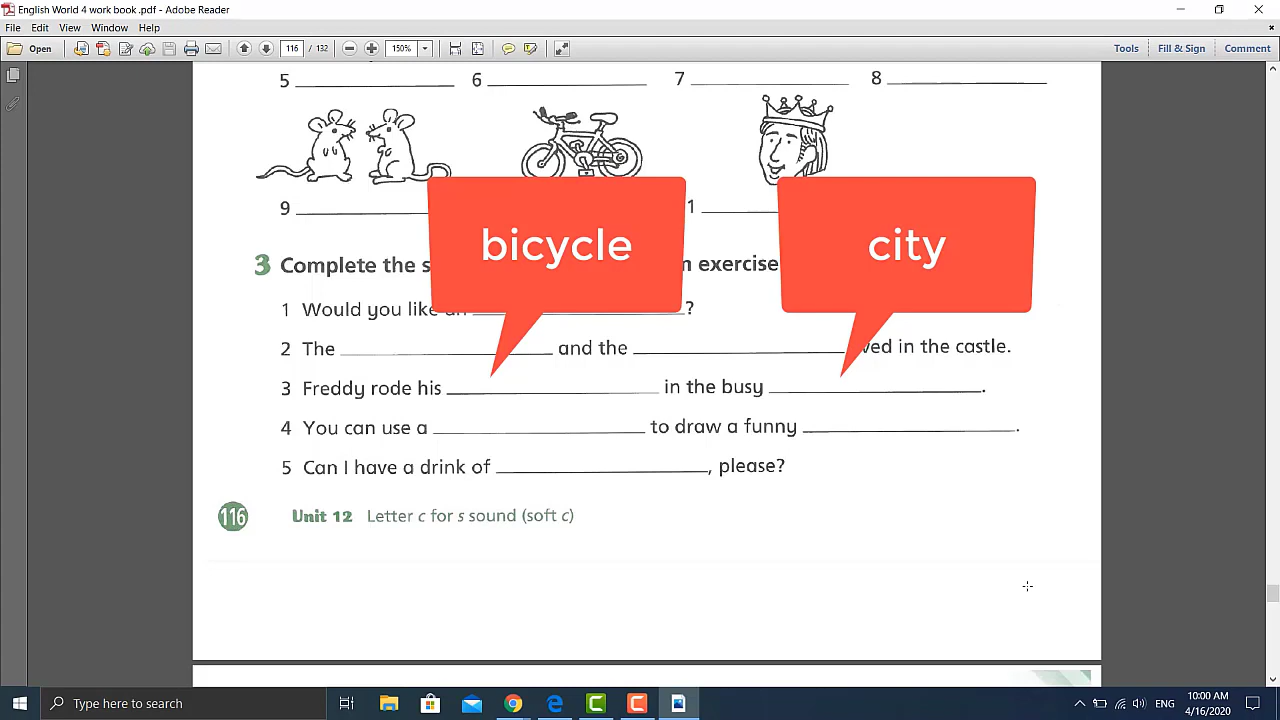 English World 4 work book .pdf - Adobe Reader
File Edit View Window Help
Open 116 / 132 150% Tools Fill & Sign Comment
5 6 7 8
9 1
bicycle
city
3 Complete the s m exercise
1 Would you like ?
2 The and the ved in the castle.
3 Freddy rode his in the busy .
4 You can use a to draw a funny .
5 Can I have a drink of , please?
116 Unit 12 Letter c for s sound (soft c)
Type here to search
ENG
10:00 AM
4/16/2020